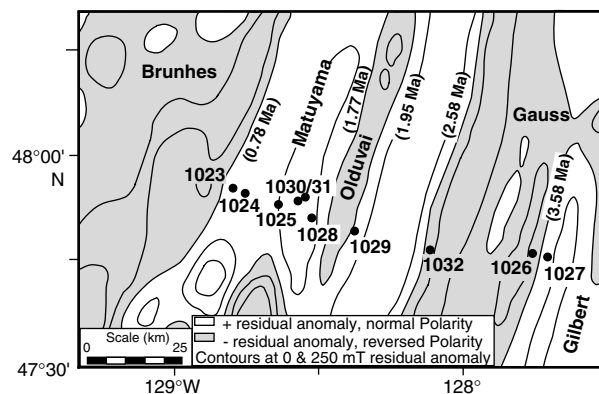 Brunhes
(0.78 Ma)
Matuyama
(1.77 Ma)
Olduvai
(1.95 Ma)
(2.58 Ma)
Gauss
(3.58 Ma)
Gilbert
48°00'
N
1023
1024
1025
1030/31
1028
1029
1032
1026
1027
+ residual anomaly, normal Polarity
- residual anomaly, reversed Polarity
Contours at 0 & 250 mT residual anomaly
Scale (km)
0
25
47°30'
129°W
128°